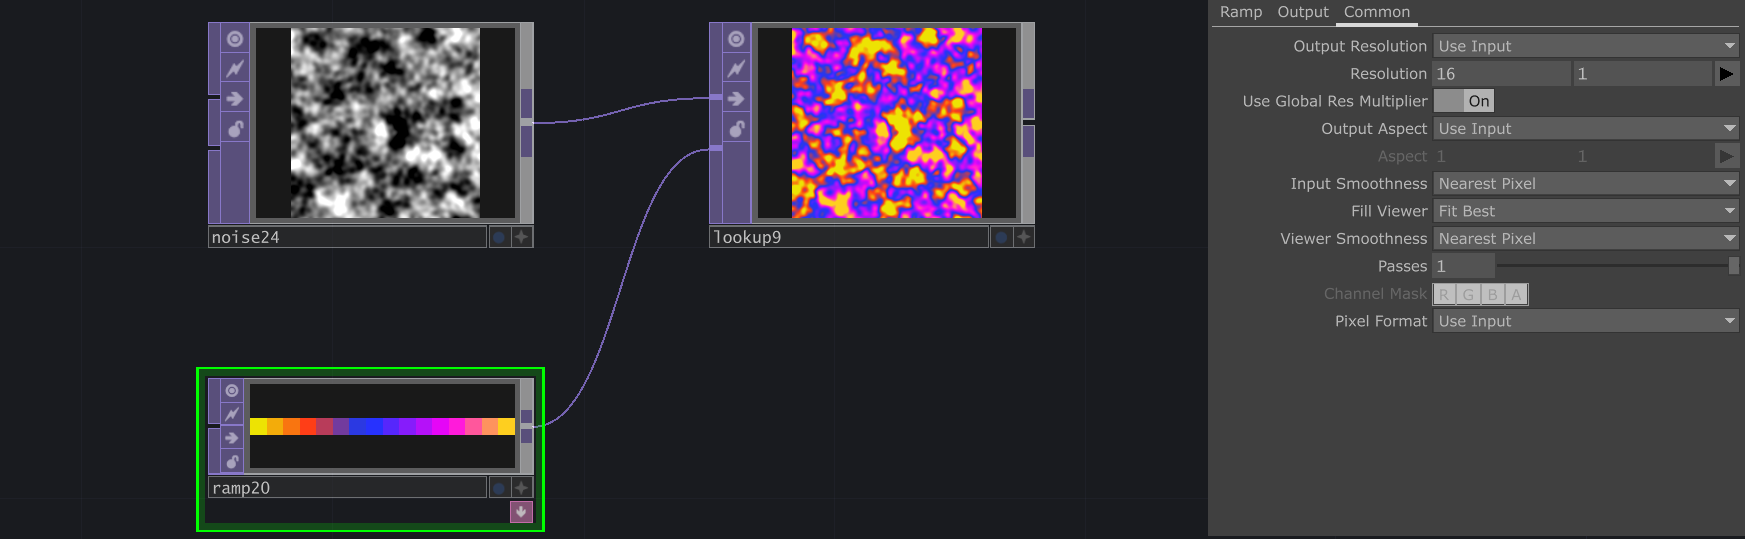 noise24
lookup9
ramp20
Ramp Output Common
Output Resolution Use Input
Resolution 16 1
Use Global Res Multiplier On
Output Aspect Use Input
Aspect 1 1
Input Smoothness Nearest Pixel
Fill Viewer Fit Best
Viewer Smoothness Nearest Pixel
Passes 1
Channel Mask R G B A
Pixel Format Use Input